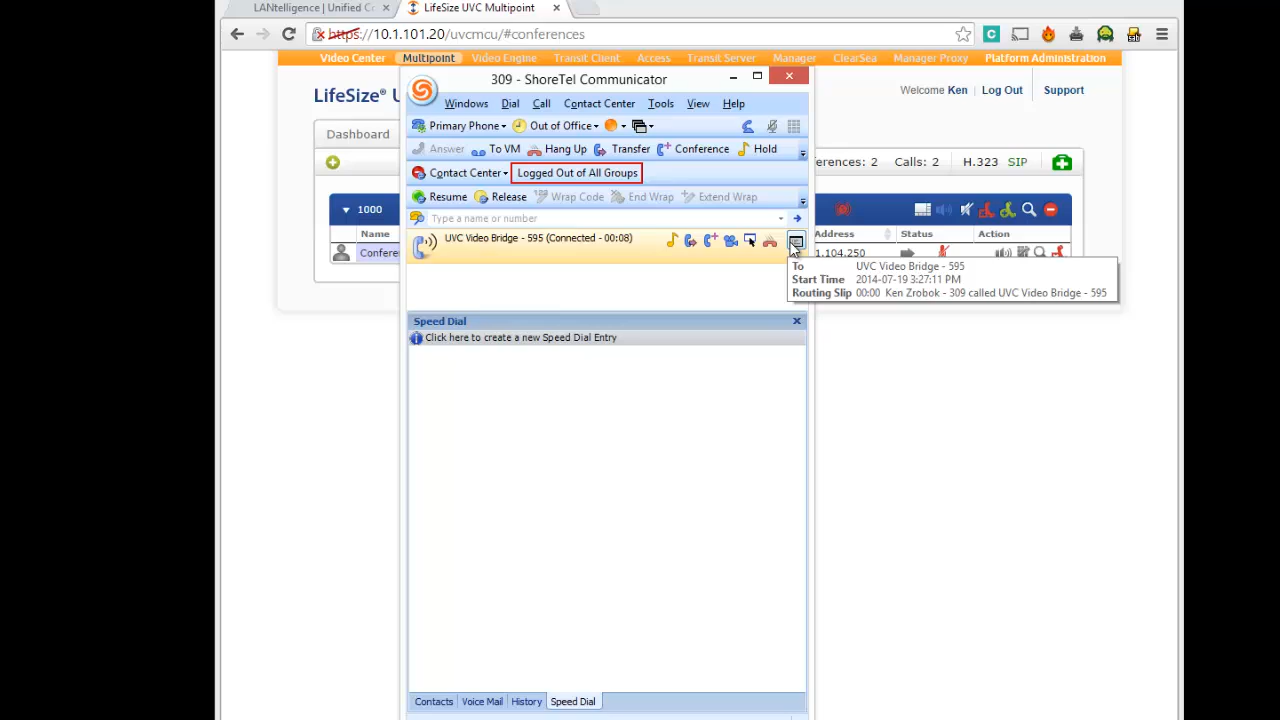 LANtelligence | Unified C
LifeSize UVC Multipoint
https://10.1.101.20/uvcmcu/#conferences
Video Center Multipoint Video Engine Transit Client Access Transit Server Manager ClearSea Manager Proxy Platform Administration
309 - ShoreTel Communicator
LifeSize® U
Welcome Ken Log Out Support
Windows Dial Call Contact Center Tools View Help
Primary Phone Out of Office
Dashboard
Answer To VM Hang Up Transfer Conference Hold
ferences: 2 Calls: 2 H.323 SIP
Contact Center Logged Out of All Groups
Resume Release Wrap Code End Wrap Extend Wrap
1000
Type a name or number
Name
Address Status Action
UVC Video Bridge - 595 (Connected - 00:08)
Confere
1.104.250
To UVC Video Bridge - 595
Start Time 2014-07-19 3:27:11 PM
Routing Slip 00:00 Ken Zrobok - 309 called UVC Video Bridge - 595
Speed Dial
Click here to create a new Speed Dial Entry
Contacts Voice Mail History Speed Dial